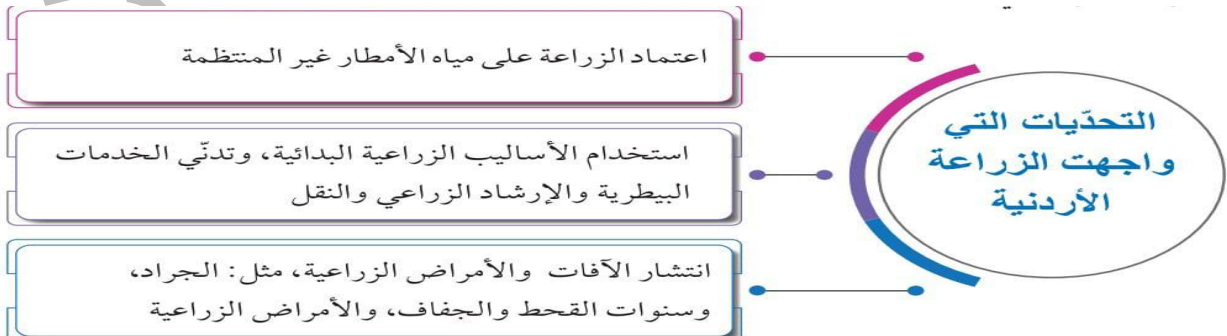 التحدّيات التي
واجهت الزراعة
الأردنية
اعتماد الزراعة على مياه الأمطار غير المنتظمة
استخدام الأساليب الزراعية البدائية، وتدنّي الخدمات
البيطرية والإرشاد الزراعي والنقل
انتشار الآفات والأمراض الزراعية، مثل: الجراد،
وسنوات القحط والجفاف، والأمراض الزراعية